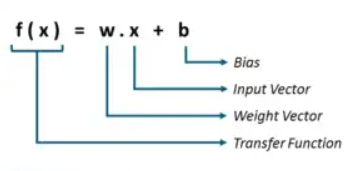 f(x) = w.x + b
Bias
Input Vector
Weight Vector
Transfer Function